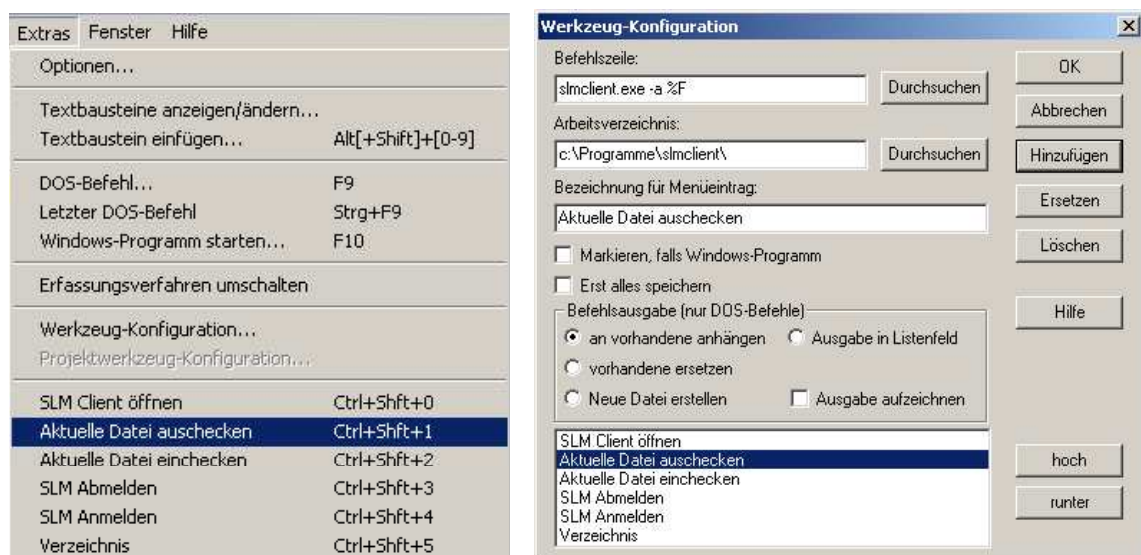 Extras Fenster Hilfe
Optionen...
Textbausteine anzeigen/ändern...
Textbaustein einfügen... Alt[+Shift]+[0-9]
DOS-Befehl... F9
Letzter DOS-Befehl Strg+F9
Windows-Programm starten... F10
Erfassungsverfahren umschalten
Werkzeug-Konfiguration...
Projektwerkzeug-Konfiguration...
SLM Client öffnen Ctrl+Shft+0
Aktuelle Datei auschecken Ctrl+Shft+1
Aktuelle Datei einchecken Ctrl+Shft+2
SLM Abmelden Ctrl+Shft+3
SLM Anmelden Ctrl+Shft+4
Verzeichnis Ctrl+Shft+5
Werkzeug-Konfiguration
Befehlszeile:
slmclient.exe -a %F Durchsuchen
Arbeitsverzeichnis:
c:\Programme\slmclient\ Durchsuchen
Bezeichnung für Menüeintrag:
Aktuelle Datei auschecken
Markieren, falls Windows-Programm
Erst alles speichern
Befehlsausgabe (nur DOS-Befehle)
an vorhandene anhängen Ausgabe in Listenfeld
vorhandene ersetzen
Neue Datei erstellen Ausgabe aufzeichnen
SLM Client öffnen
Aktuelle Datei auschecken
Aktuelle Datei einchecken
SLM Abmelden
SLM Anmelden
Verzeichnis
OK
Abbrechen
Hinzufügen
Ersetzen
Löschen
Hilfe
hoch
runter